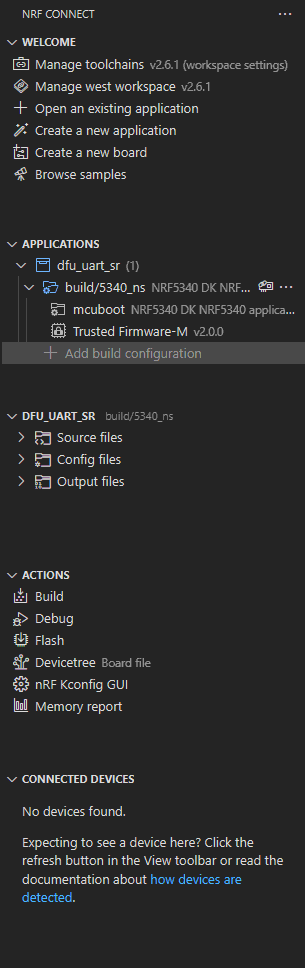 NRF CONNECT
WELCOME
Manage toolchains v2.6.1 (workspace settings)
Manage west workspace v2.6.1
Open an existing application
Create a new application
Create a new board
Browse samples
APPLICATIONS
dfu_uart_sr (1)
build/5340_ns NRF5340 DK NRF...
mcuboot NRF5340 DK NRF5340 applica...
Trusted Firmware-M v2.0.0
Add build configuration
DFU_UART_SR build/5340_ns
Source files
Config files
Output files
ACTIONS
Build
Debug
Flash
Devicetree Board file
nRF Kconfig GUI
Memory report
CONNECTED DEVICES
No devices found.
Expecting to see a device here? Click the
refresh button in the View toolbar or read the
documentation about how devices are
detected.